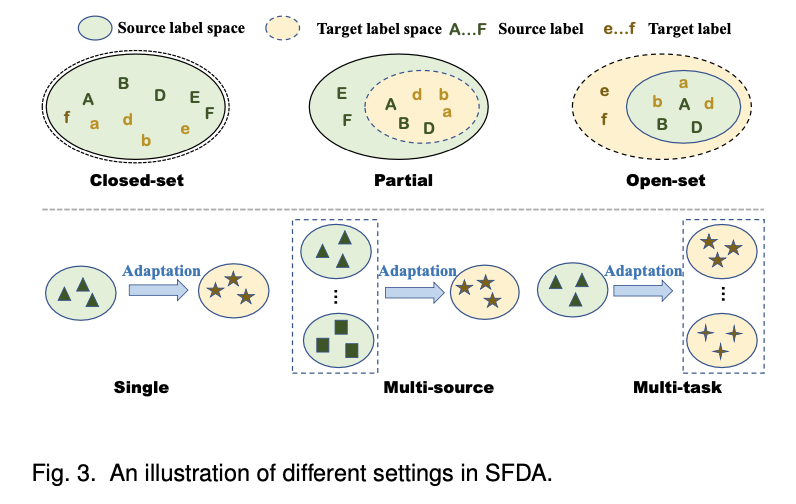 Source label space Target label space A...F Source label e...f Target label
A B D E F f a d b e
E F A d b a B D
e f a b A d B D
Closed-set Partial Open-set
Adaptation Adaptation Adaptation
⋮ ⋮
Single Multi-source Multi-task
Fig. 3. An illustration of different settings in SFDA.